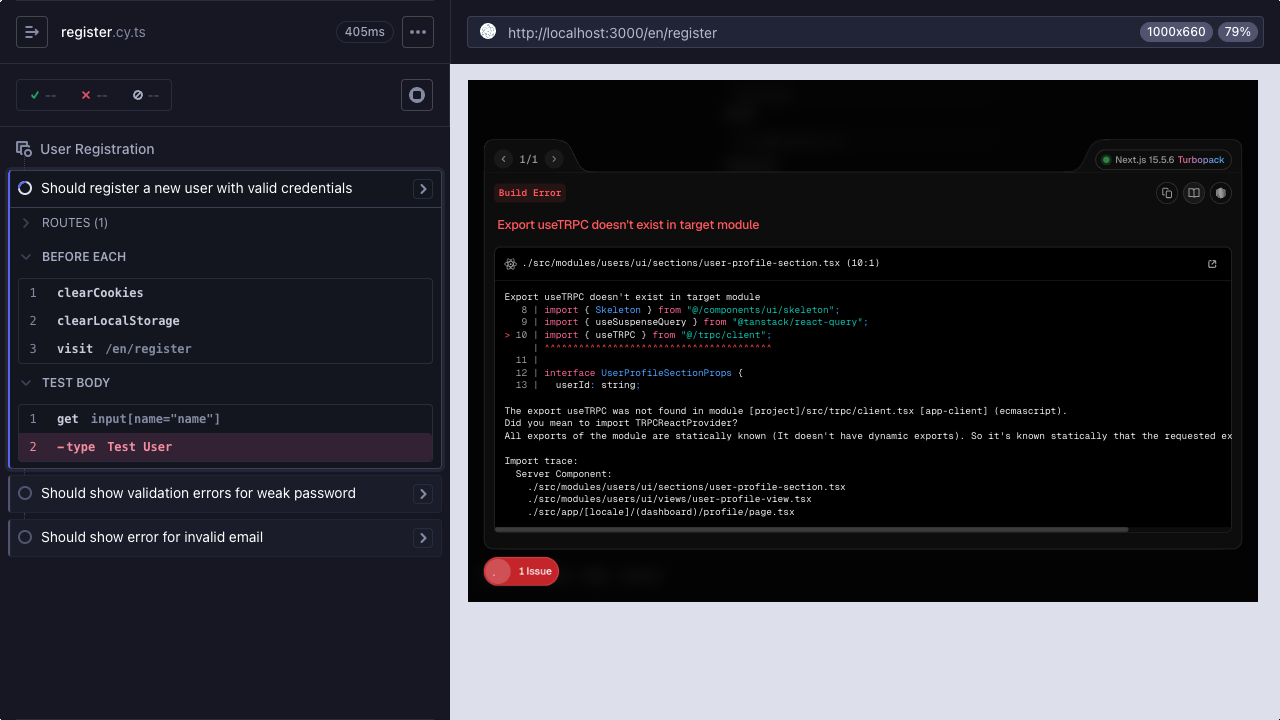 register.cy.ts
405ms
--
--
--
User Registration
Should register a new user with valid credentials
ROUTES (1)
BEFORE EACH
1 clearCookies
2 clearLocalStorage
3 visit /en/register
TEST BODY
1 get input[name="name"]
2 -type Test User
Should show validation errors for weak password
Should show error for invalid email
http://localhost:3000/en/register
1000x660
79%
1/1
Next.js 15.5.6 Turbopack
Build Error
Export useTRPC doesn't exist in target module
./src/modules/users/ui/sections/user-profile-section.tsx (10:1)
Export useTRPC doesn't exist in target module
8 | import { Skeleton } from "@/components/ui/skeleton";
9 | import { useSuspenseQuery } from "@tanstack/react-query";
> 10 | import { useTRPC } from "@/trpc/client";
| ^^^^^^^^^^^^^^^^^^^^^^^^^^^^^^^^^^^^^^^^
11 |
12 | interface UserProfileSectionProps {
13 | userId: string;
The export useTRPC was not found in module [project]/src/trpc/client.tsx [app-client] (ecmascript).
Did you mean to import TRPCReactProvider?
All exports of the module are statically known (It doesn't have dynamic exports). So it's known statically that the requested ex
Import trace:
Server Component:
./src/modules/users/ui/sections/user-profile-section.tsx
./src/modules/users/ui/views/user-profile-view.tsx
./src/app/[locale]/(dashboard)/profile/page.tsx
1 Issue